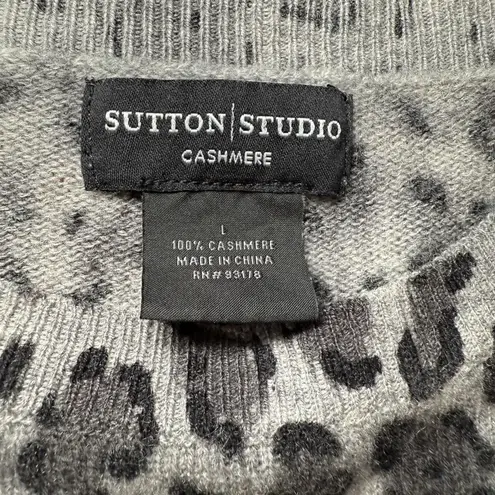 SUTTON|STUDIO
CASHMERE
L
100% CASHMERE
MADE IN CHINA
RN# 93178